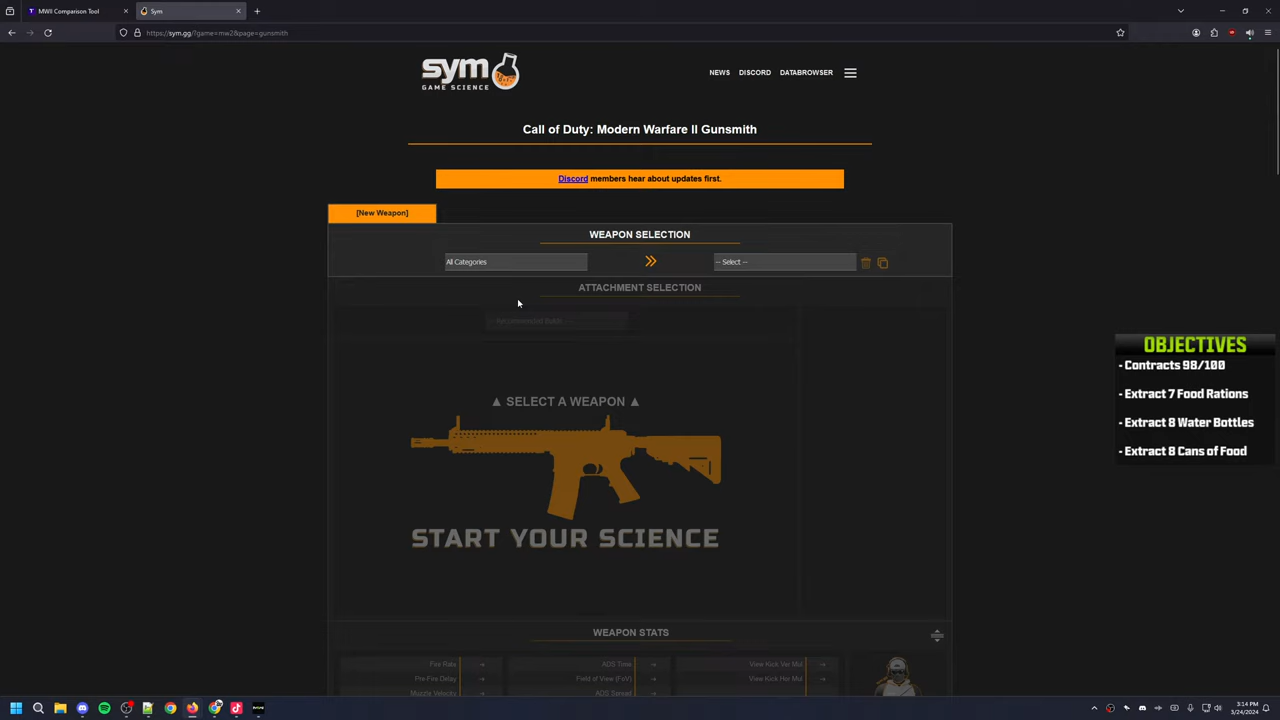 MWII Comparison Tool
Sym
https://sym.gg/?game=mw2&page=gunsmith
sym
GAME SCIENCE
NEWS
DISCORD
DATABROWSER
Call of Duty: Modern Warfare II Gunsmith
Discord members hear about updates first.
[New Weapon]
WEAPON SELECTION
All Categories
-- Select --
ATTACHMENT SELECTION
▲ SELECT A WEAPON ▲
START YOUR SCIENCE
OBJECTIVES
- Contracts 98/100
- Extract 7 Food Rations
- Extract 8 Water Bottles
- Extract 8 Cans of Food
WEAPON STATS
Fire Rate
ADS Time
View Kick Ver Mul
Fire-Fire Delay
Field of View (FoV)
View Kick Hor Mul
Muzzle Velocity
ADS Spread
3:14 PM
3/24/2024